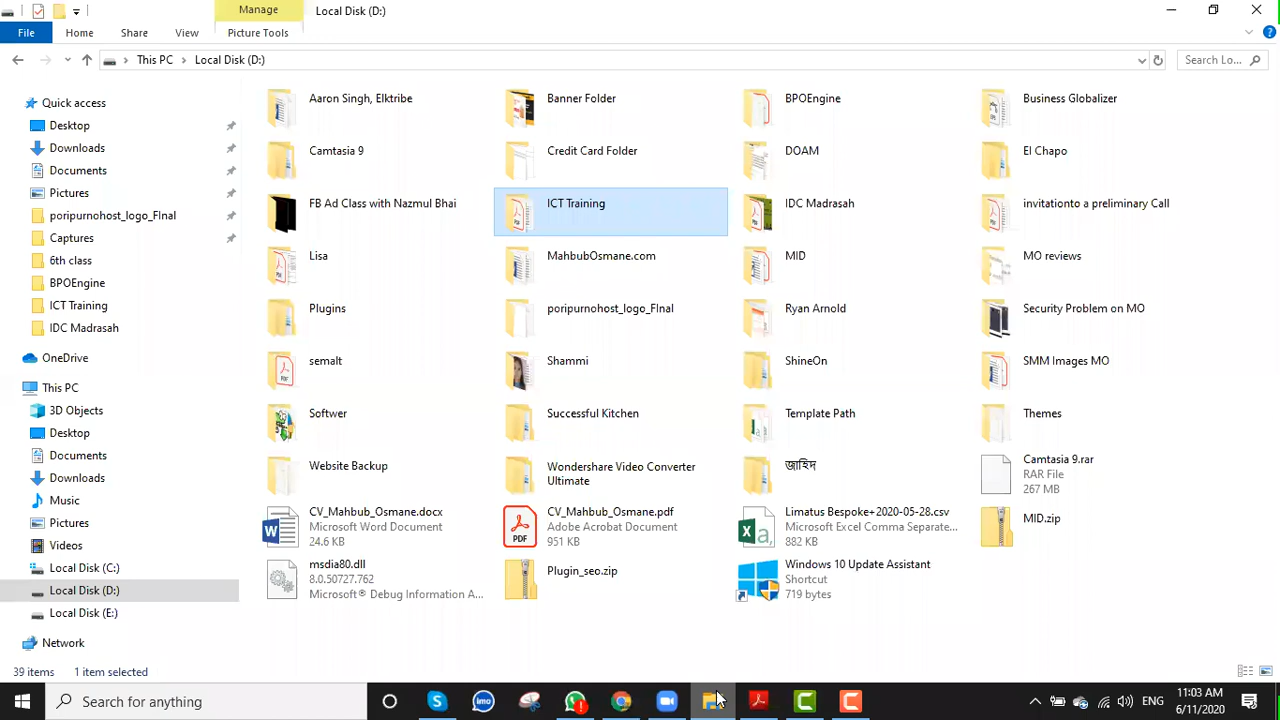 Manage
Local Disk (D:)
File
Home
Share
View
Picture Tools
This PC
Local Disk (D:)
Search Lo...
Quick access
Desktop
Downloads
Documents
Pictures
poripurnohost_logo_FInal
Captures
6th class
BPOEngine
ICT Training
IDC Madrasah
OneDrive
This PC
3D Objects
Desktop
Documents
Downloads
Music
Pictures
Videos
Local Disk (C:)
Local Disk (D:)
Local Disk (E:)
Network
Aaron Singh, Elktribe
Banner Folder
BPOEngine
Business Globalizer
Camtasia 9
Credit Card Folder
DOAM
El Chapo
FB Ad Class with Nazmul Bhai
ICT Training
IDC Madrasah
invitationto a preliminary Call
Lisa
MahbubOsmane.com
MID
MO reviews
Plugins
poripurnohost_logo_FInal
Ryan Arnold
Security Problem on MO
semalt
Shammi
ShineOn
SMM Images MO
Softwer
Successful Kitchen
Template Path
Themes
Website Backup
Wondershare Video Converter
Ultimate
জাহিদ
Camtasia 9.rar
RAR File
267 MB
CV_Mahbub_Osmane.docx
Microsoft Word Document
24.6 KB
CV_Mahbub_Osmane.pdf
Adobe Acrobat Document
951 KB
Limatus Bespoke+2020-05-28.csv
Microsoft Excel Comma Separate...
882 KB
MID.zip
msdia80.dll
8.0.50727.762
Microsoft® Debug Information A...
Plugin_seo.zip
Windows 10 Update Assistant
Shortcut
719 bytes
39 items
1 item selected
Search for anything
ENG
11:03 AM
6/11/2020